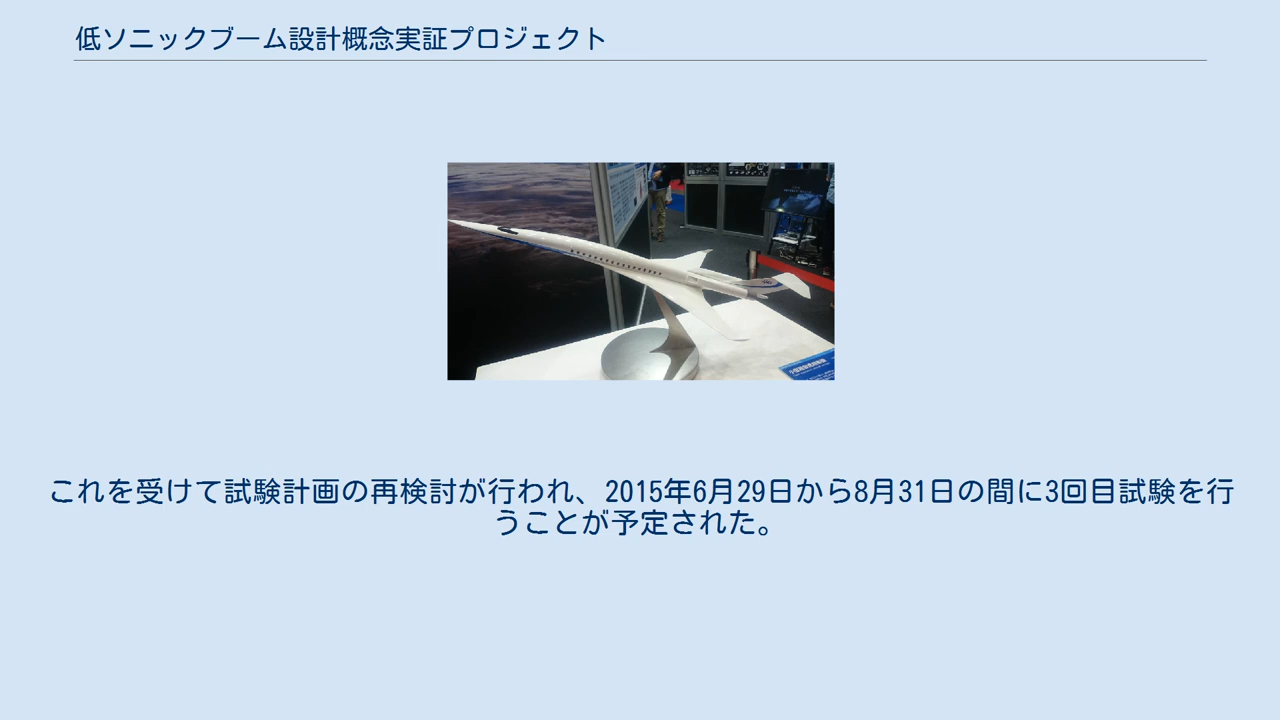 低ソニックブーム設計概念実証プロジェクト
これを受けて試験計画の再検討が行われ、2015年6月29日から8月31日の間に3回目試験を行
うことが予定された。